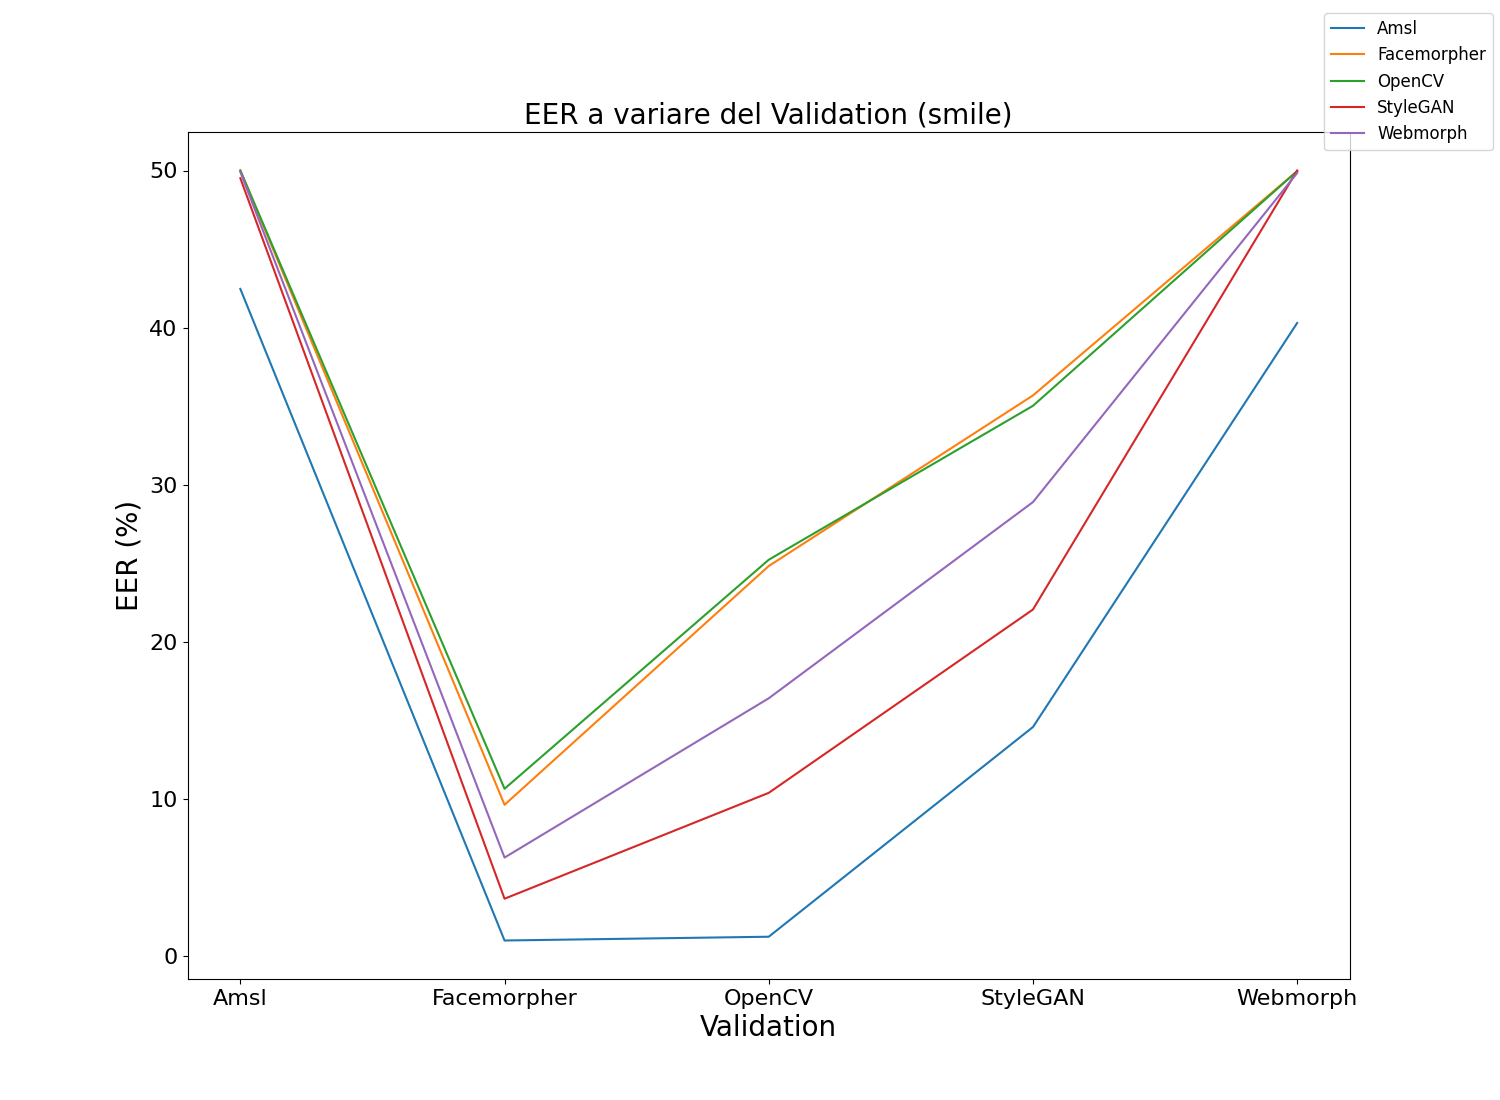 Amsl
Facemorpher
OpenCV
StyleGAN
Webmorph
EER a variare del Validation (smile)
50
40
30
20
10
0
EER (%)
Amsl Facemorpher OpenCV StyleGAN Webmorph
Validation